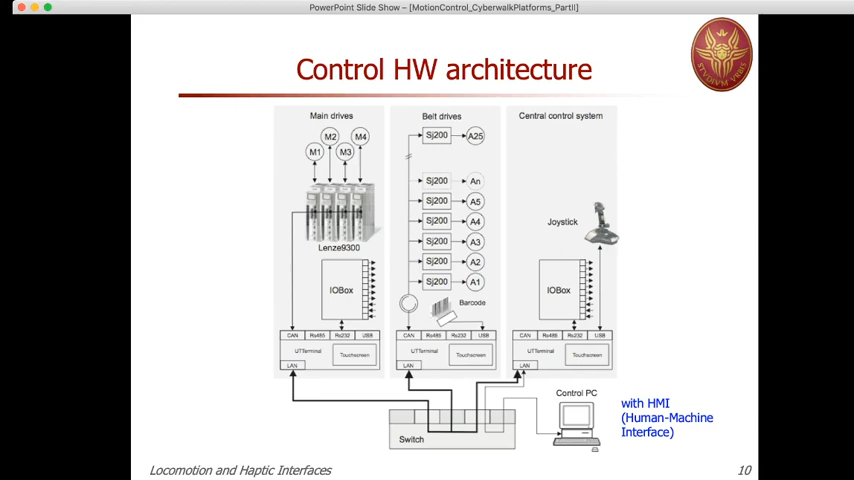 PowerPoint Slide Show – [MotionControl_CyberwalkPlatforms_PartII]
Control HW architecture
STVDIVM VRBIS
Main drives
M1
M2
M3
M4
Lenze9300
IOBox
CAN Rs485 Rs232 USB
UTTerminal
Touchscreen
LAN
Belt drives
Sj200 A25
Sj200 An
Sj200 A5
Sj200 A4
Sj200 A3
Sj200 A2
Sj200 A1
Barcode
CAN Rs485 Rs232 USB
UTTerminal
Touchscreen
LAN
Central control system
Joystick
IOBox
CAN Rs485 Rs232 USB
UTTerminal
Touchscreen
LAN
Switch
Control PC
with HMI
(Human-Machine
Interface)
Locomotion and Haptic Interfaces
10